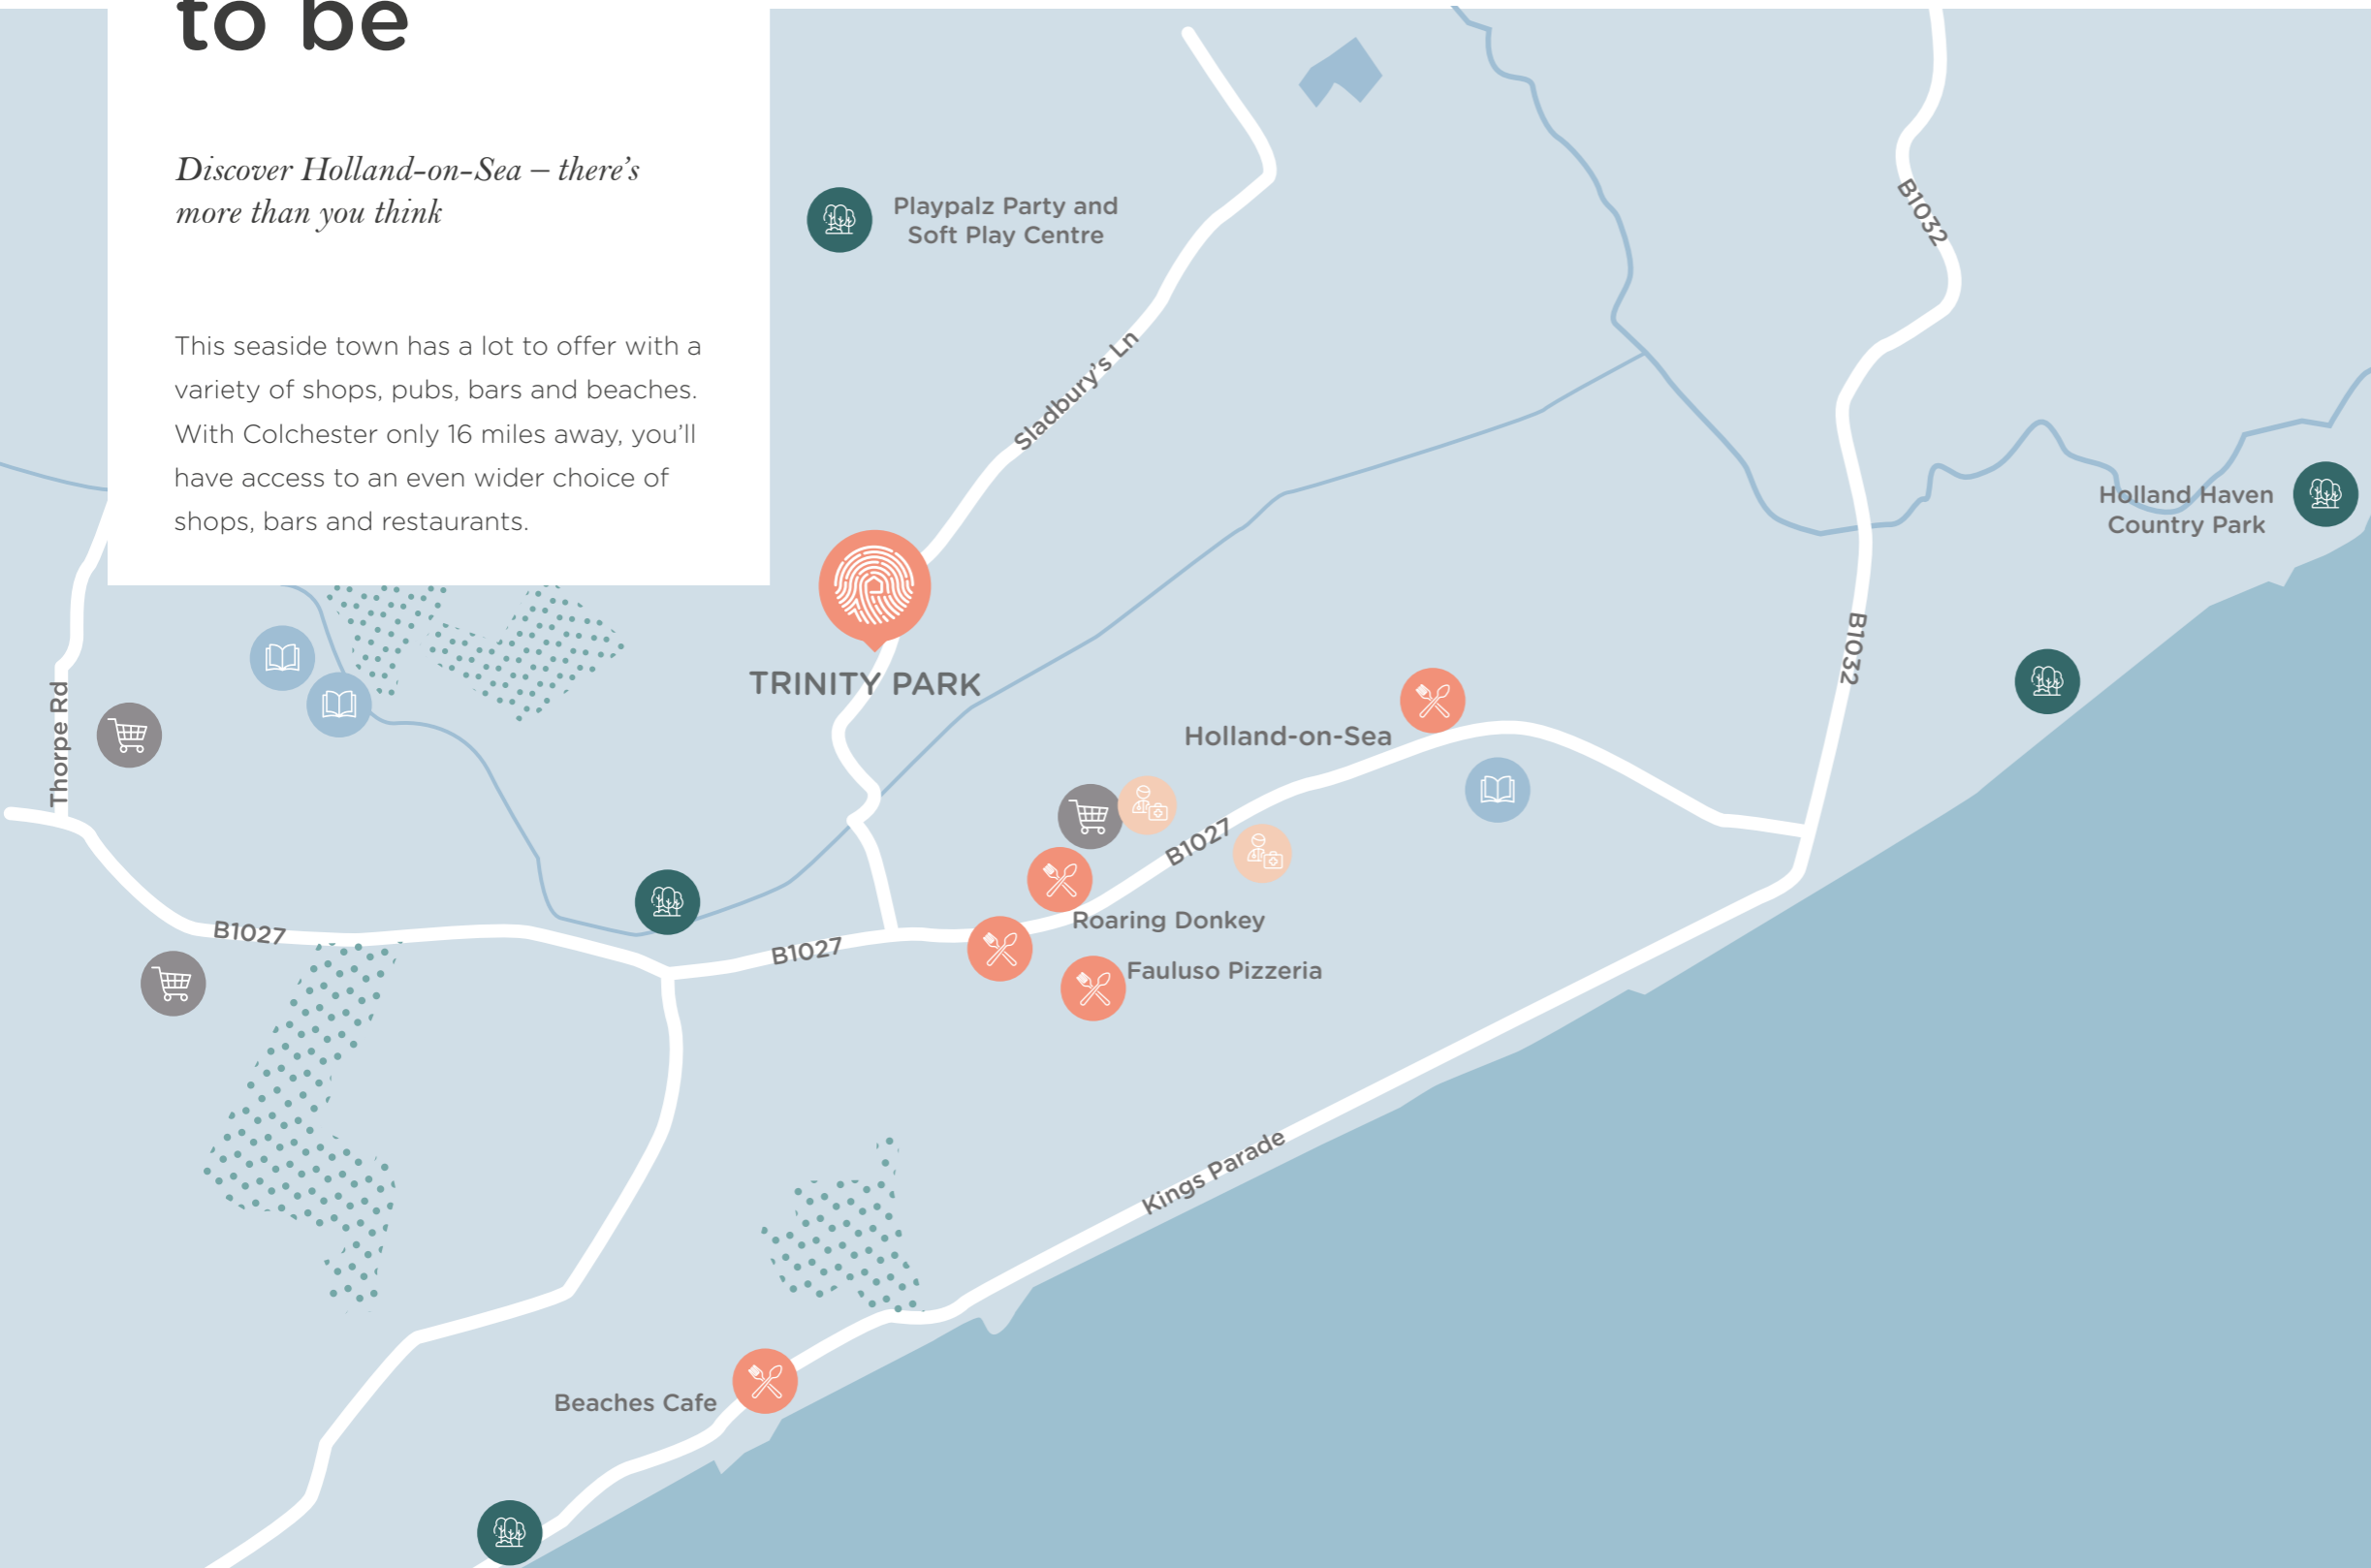 to be
Discover Holland-on-Sea – there’s
more than you think
This seaside town has a lot to offer with a
variety of shops, pubs, bars and beaches.
With Colchester only 16 miles away, you’ll
have access to an even wider choice of
shops, bars and restaurants.
Playpalz Party and
Soft Play Centre
B1032
Sladbury’s Ln
Holland Haven
Country Park
TRINITY PARK
B1032
Thorpe Rd
Holland-on-Sea
B1027
Roaring Donkey
B1027
B1027
Fauluso Pizzeria
Kings Parade
Beaches Cafe